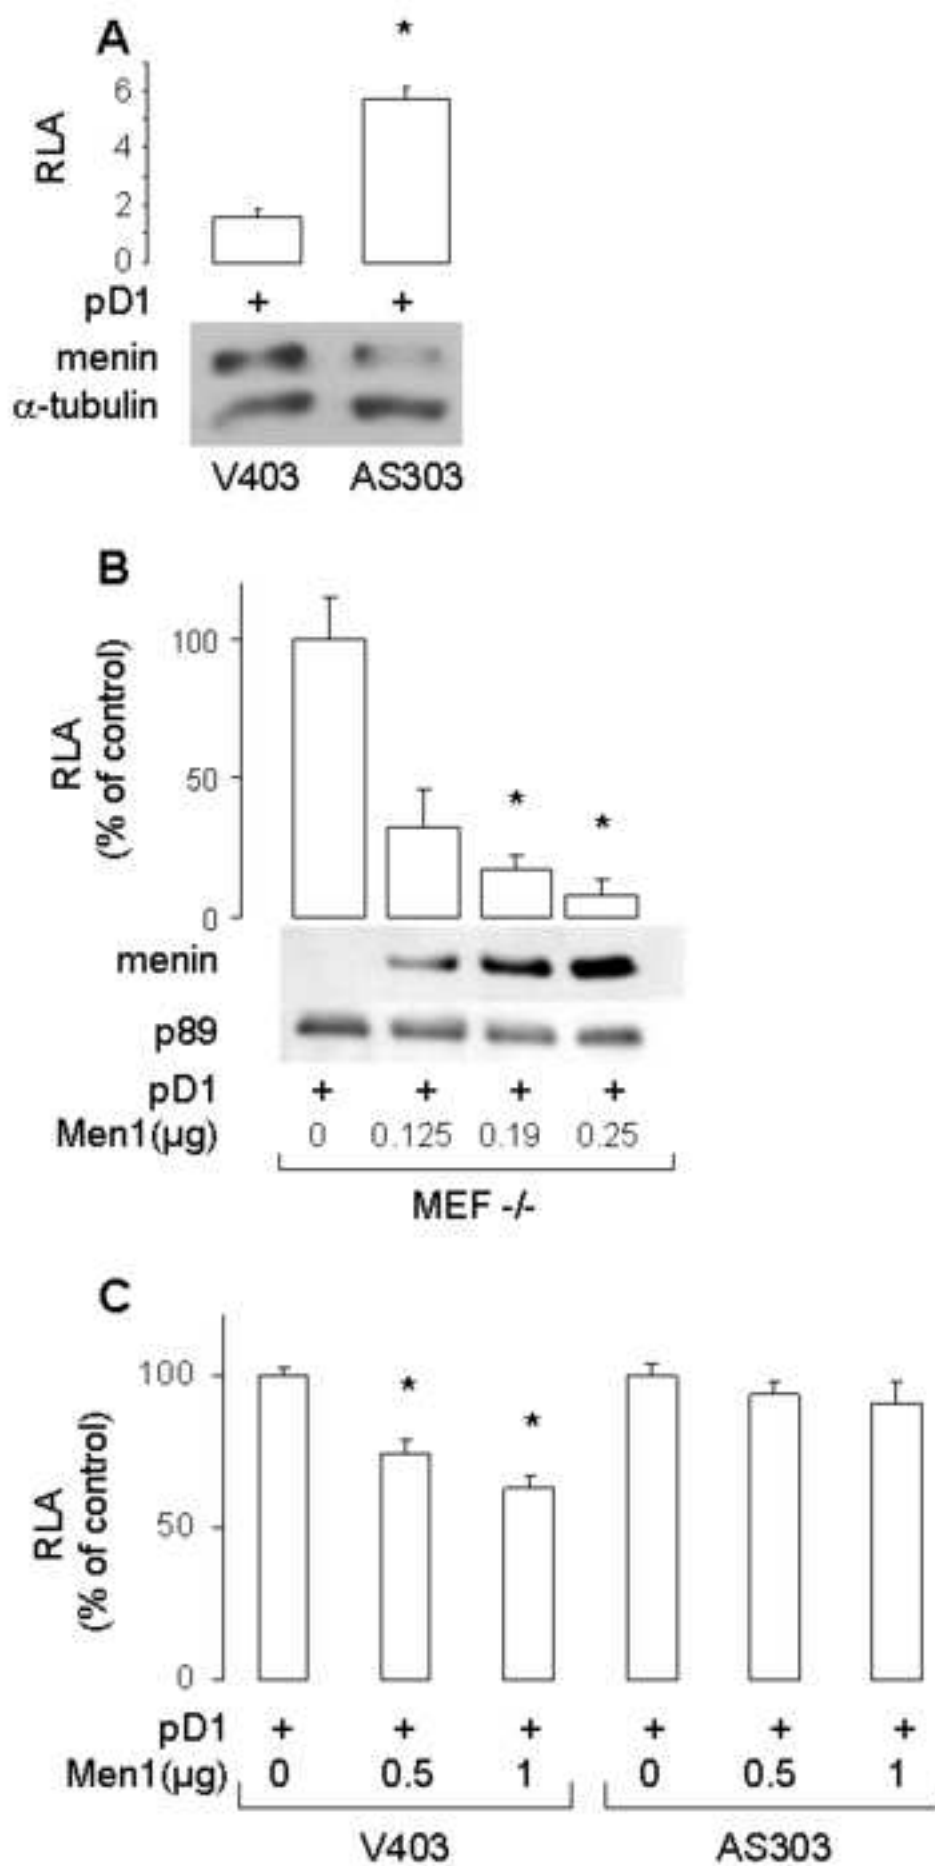 A
*
RLA
6
4
2
0
pD1 + +
menin
α-tubulin
V403 AS303
B
RLA
(% of control)
100
50
0
* *
menin
p89
pD1 + + + +
Men1(µg) 0 0.125 0.19 0.25
MEF -/-
C
RLA
(% of control)
100
50
0
* *
pD1 + + + + + +
Men1(µg) 0 0.5 1 0 0.5 1
V403 AS303